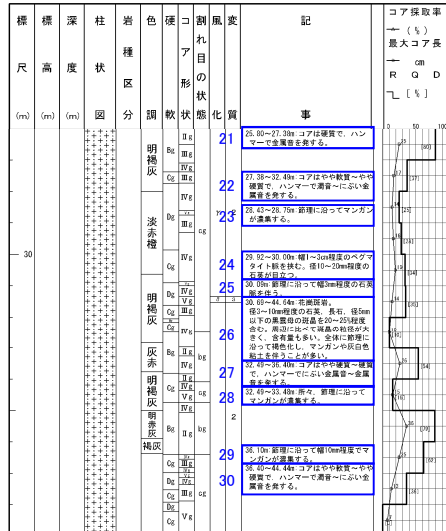 標尺(m)
標高(m)
深度(m)
柱状図
岩種区分
色調
硬軟
コア形状
割れ目の状態
風化
変質
記事
コア採取率
(%)
最大コア長
cm
R Q D
[%]
30
明褐灰
淡赤橙
明褐灰
灰赤
明褐灰
明赤灰
褐灰
21
25.80~27.38m:コアは硬質で、ハン
マーで金属音を発する。
22
27.38~32.49m:コアはやや軟質~やや
硬質で、ハンマーで濁音~にぶい金
属音を発する。
23
28.43~28.75m:節理に沿ってマンガン
が濃集する。
24
29.92~30.00m:幅1~3cm程度のペグマ
タイト脈を挟む。径10~20mm程度の
石英が目立つ。
25
30.09m:節理に沿って幅3mm程度の石英
脈を伴う。
26
30.69~44.64m:花崗斑岩。
径3~10mm程度の石英、長石、径5mm
以下の黒雲母の斑晶を20~25%程度
含む。周辺に比べて斑晶の粒径が大
きく、含有量も多い。全体に節理に
沿って褐色化し、マンガンや灰白色
粘土を伴うことが多い。
27
32.49~36.40m:コアはやや硬質~硬質
で、ハンマーでにぶい金属音~金属
音を発する。
28
32.49~33.48m:所々、節理に沿って
マンガンが濃集する。
29
36.10m:節理に沿って幅10mm程度でマ
ンガンが濃集する。
30
36.40~44.44m:コアはやや軟質~やや
硬質で、ハンマーで濁音~にぶい金
属音を発する。